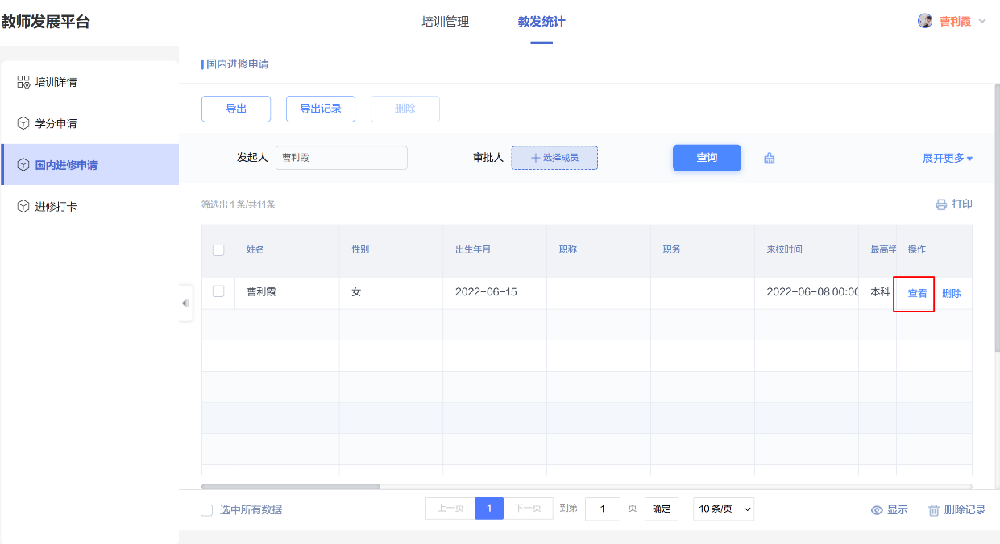 教师发展平台
培训管理
教发统计
曹利霞
培训详情
学分申请
国内进修申请
进修打卡
国内进修申请
导出
导出记录
删除
发起人
曹利霞
审批人
选择成员
查询
展开更多
筛选出 1 条/共11条
打印
姓名
性别
出生年月
职称
职务
来校时间
最高学
操作
曹利霞
女
2022-06-15
2022-06-08 00:00
本科
查看
删除
选中所有数据
上一页
1
下一页
到第
1
页
确定
10 条/页
显示
删除记录